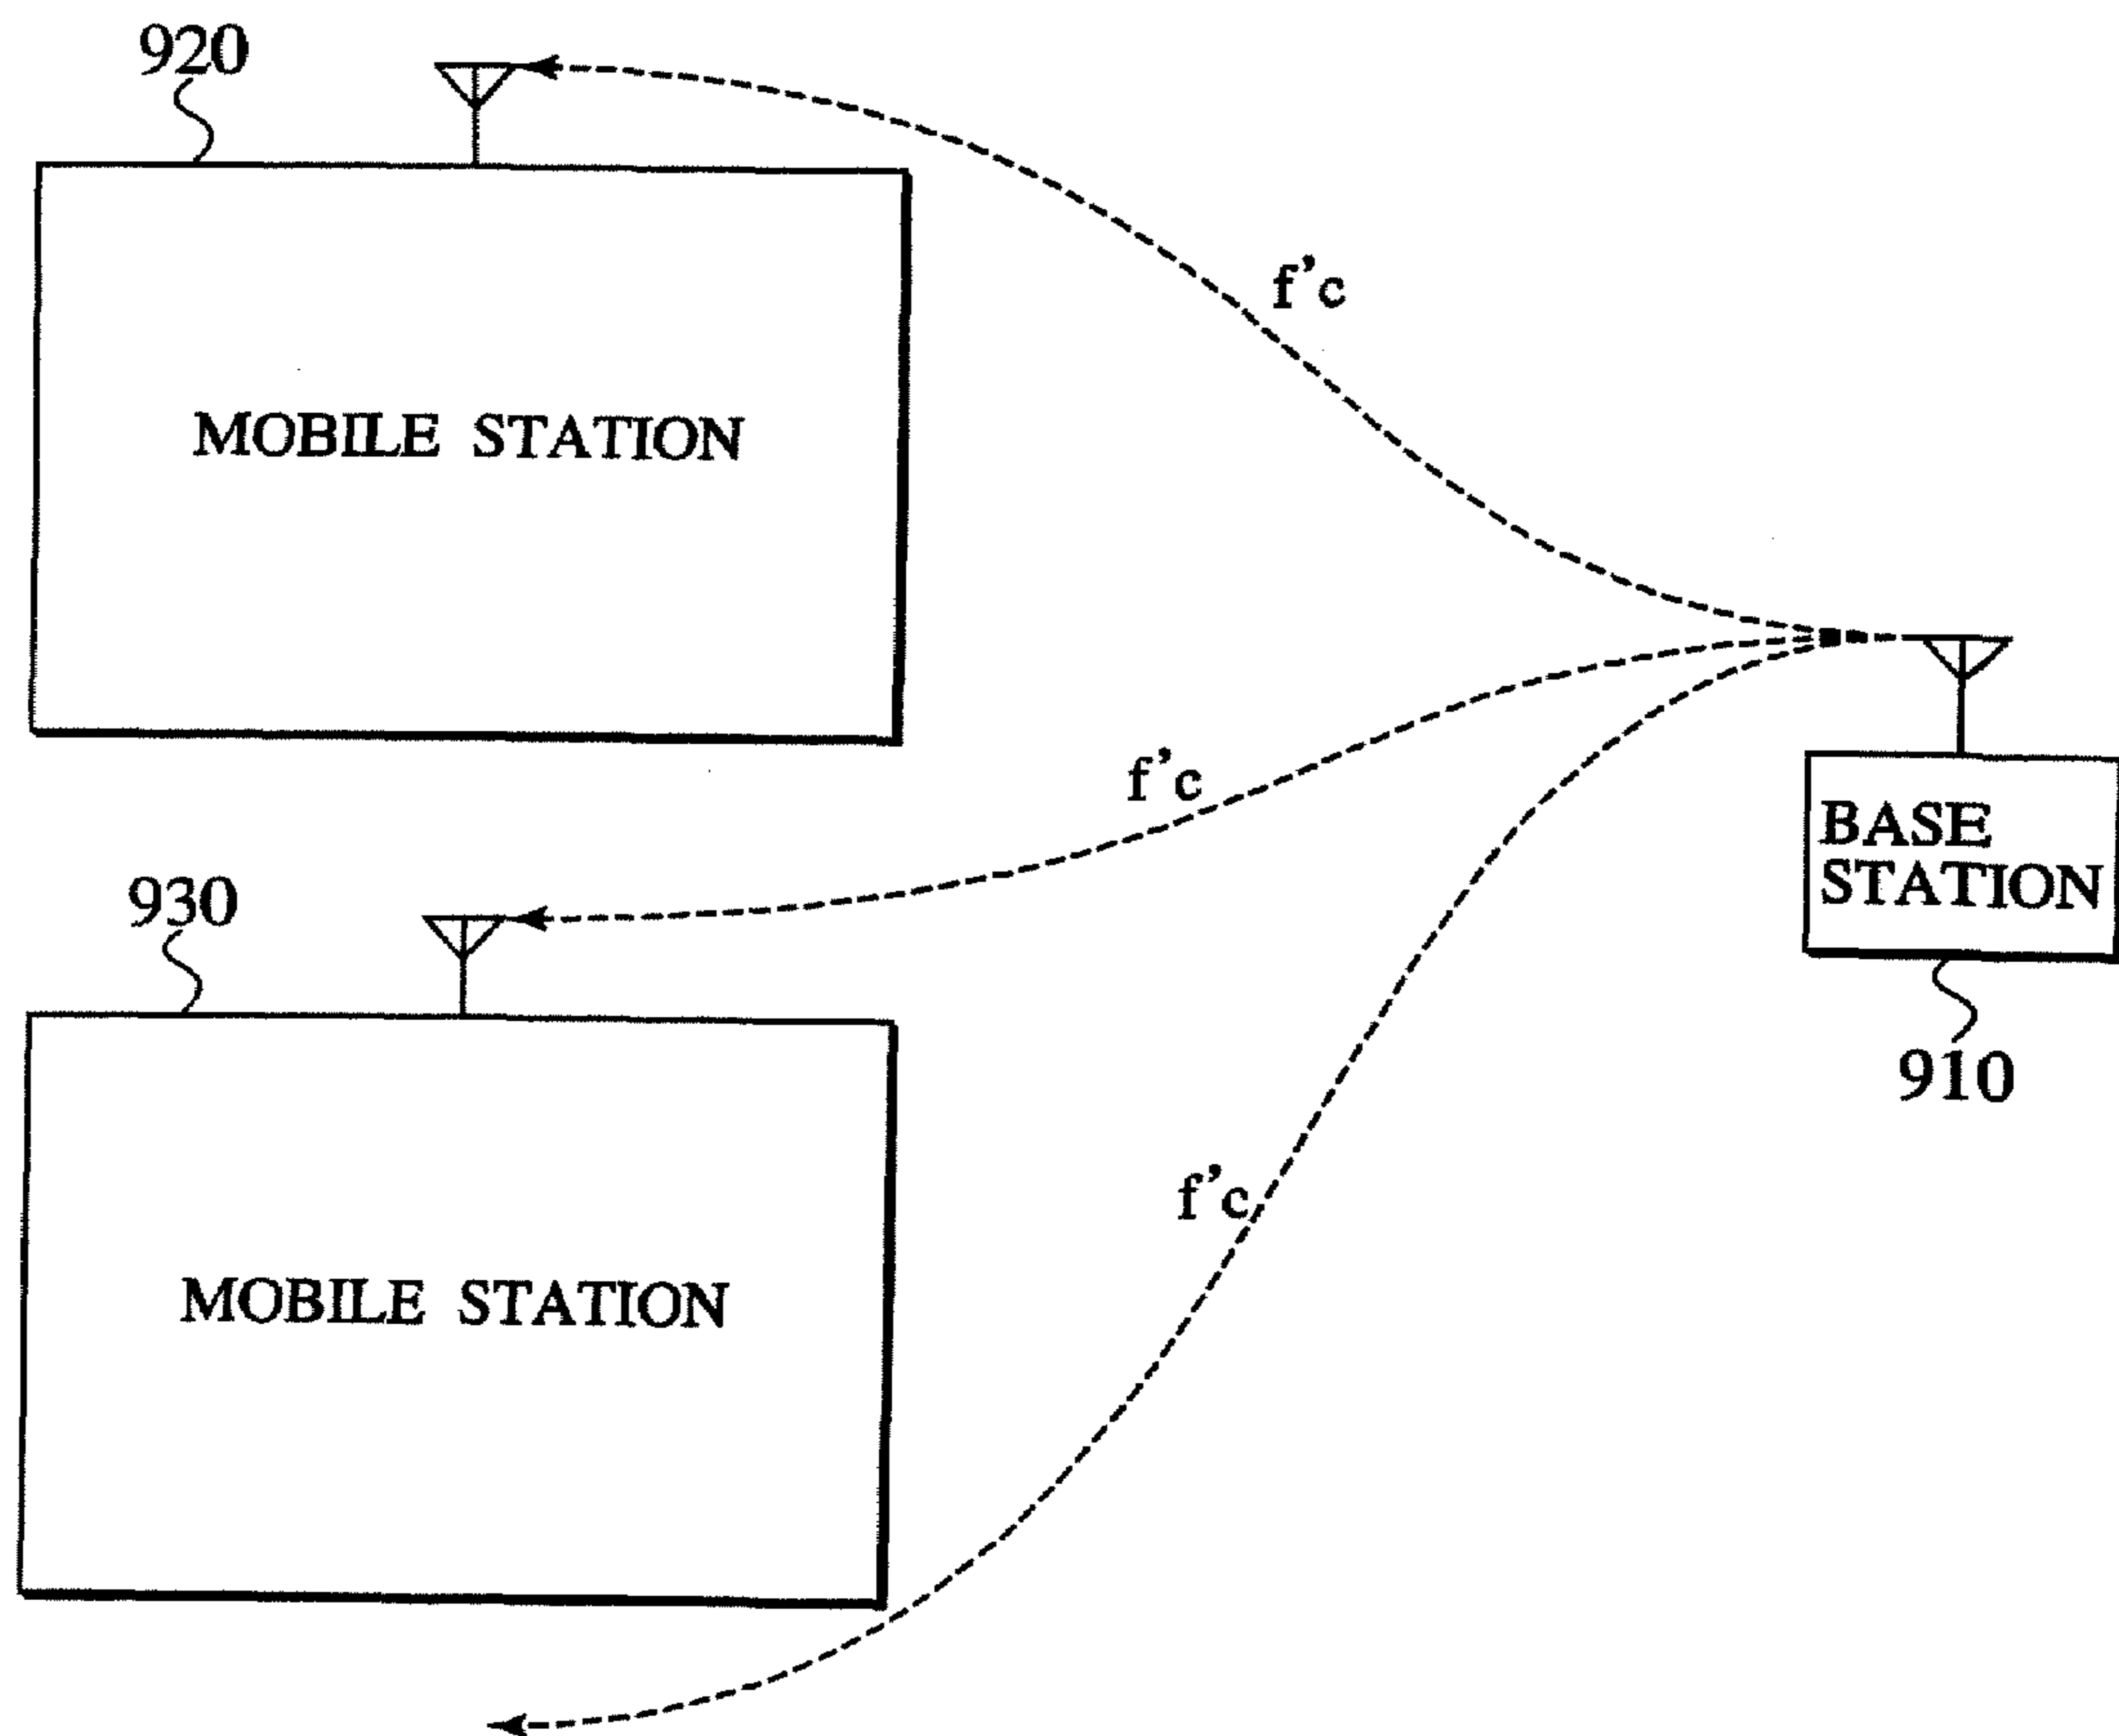 920
f'c
MOBILE STATION
f'c
BASE
STATION
930
910
f'c
MOBILE STATION